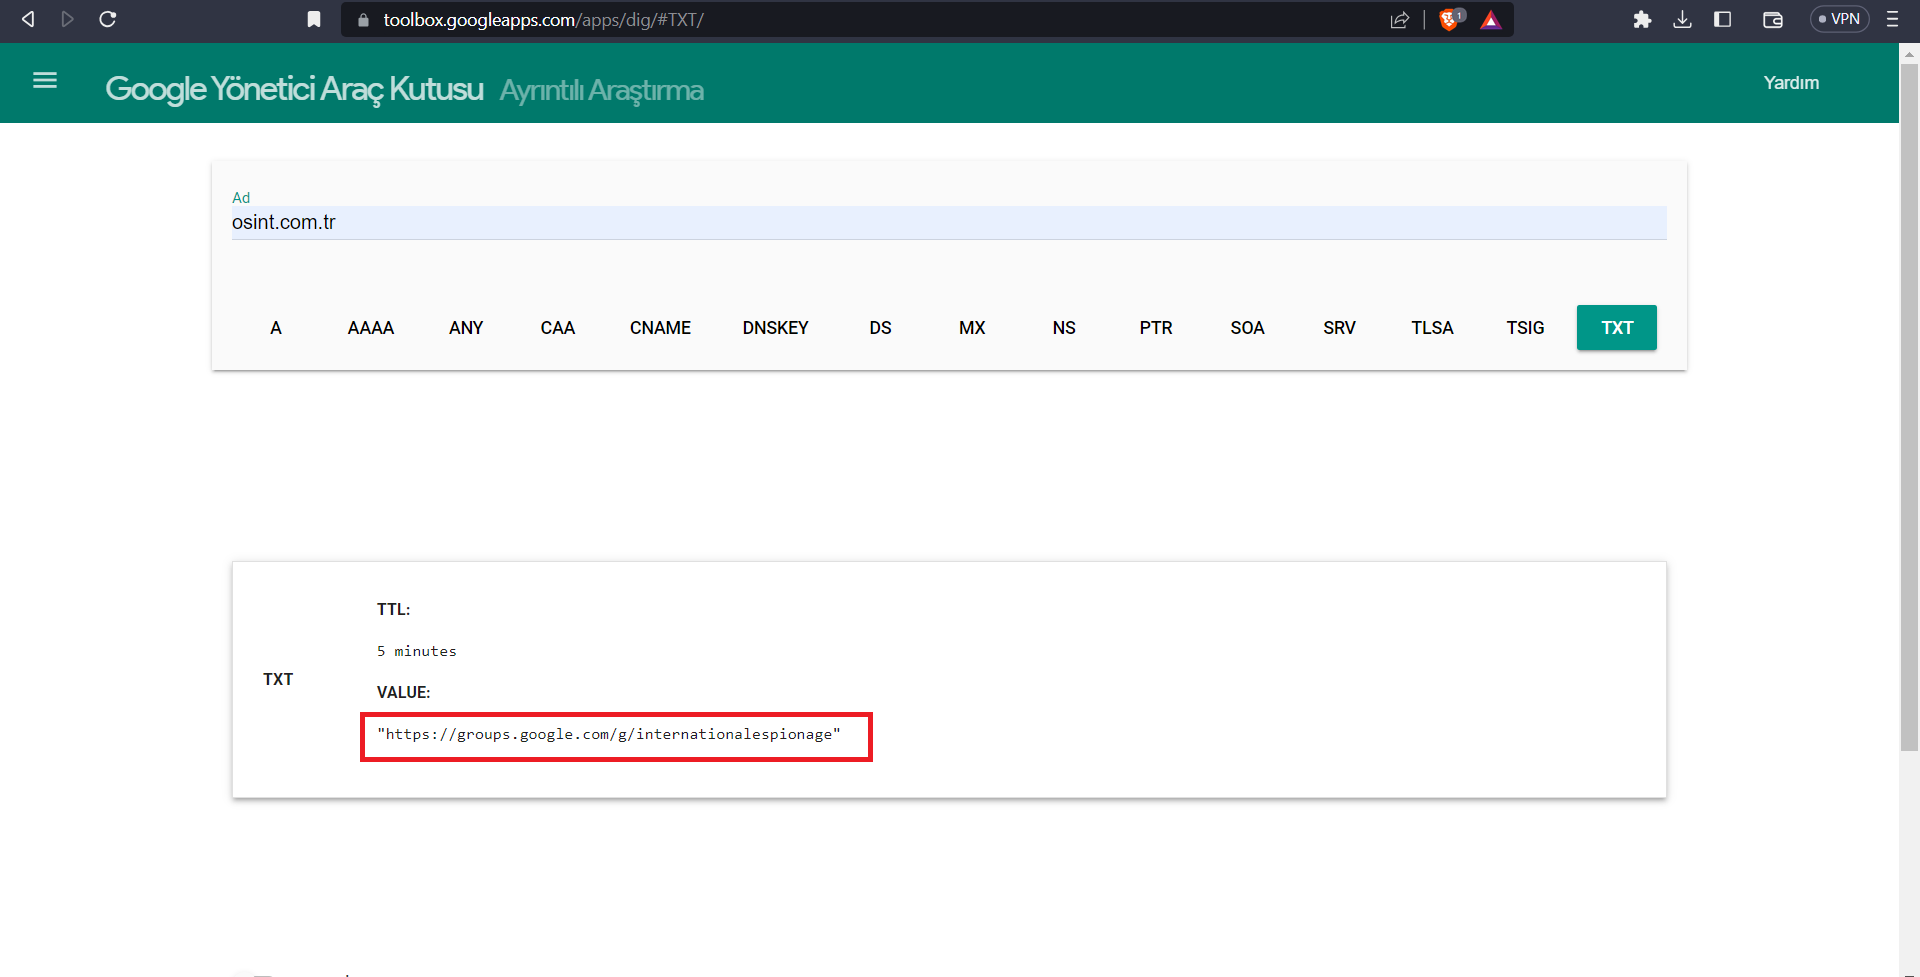 toolbox.googleapps.com/apps/dig/#TXT/
1
VPN
Google Yönetici Araç Kutusu Ayrıntılı Araştırma
Yardım
Ad
osint.com.tr
A AAAA ANY CAA CNAME DNSKEY DS MX NS PTR SOA SRV TLSA TSIG TXT
TTL:
5 minutes
TXT
VALUE:
"https://groups.google.com/g/internationalespionage"